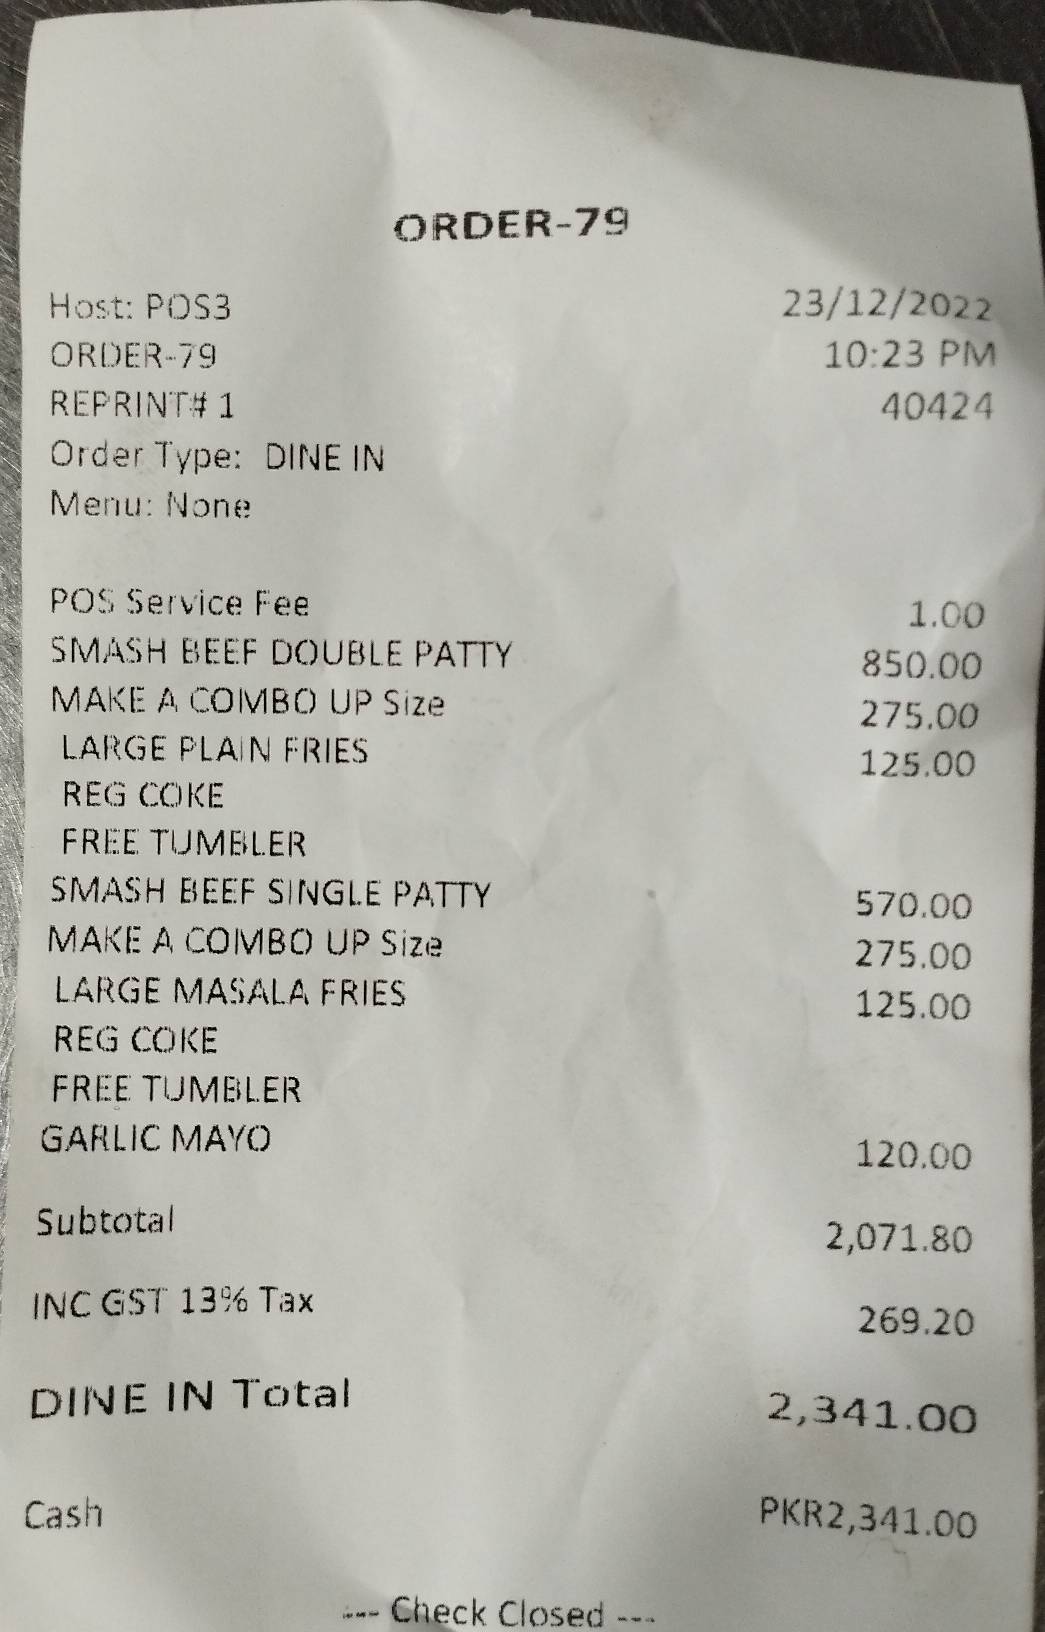 ORDER-79
Host: POS3 23/12/2022
ORDER-79 10:23 PM
REPRINT# 1 40424
Order Type: DINE IN
Menu: None
POS Service Fee 1.00
SMASH BEEF DOUBLE PATTY 850.00
MAKE A COMBO UP Size 275.00
LARGE PLAIN FRIES 125.00
REG COKE
FREE TUMBLER
SMASH BEEF SINGLE PATTY 570.00
MAKE A COMBO UP Size 275.00
LARGE MASALA FRIES 125.00
REG COKE
FREE TUMBLER
GARLIC MAYO 120.00
Subtotal 2,071.80
INC GST 13% Tax 269.20
DINE IN Total 2,341.00
Cash PKR2,341.00
--- Check Closed ---